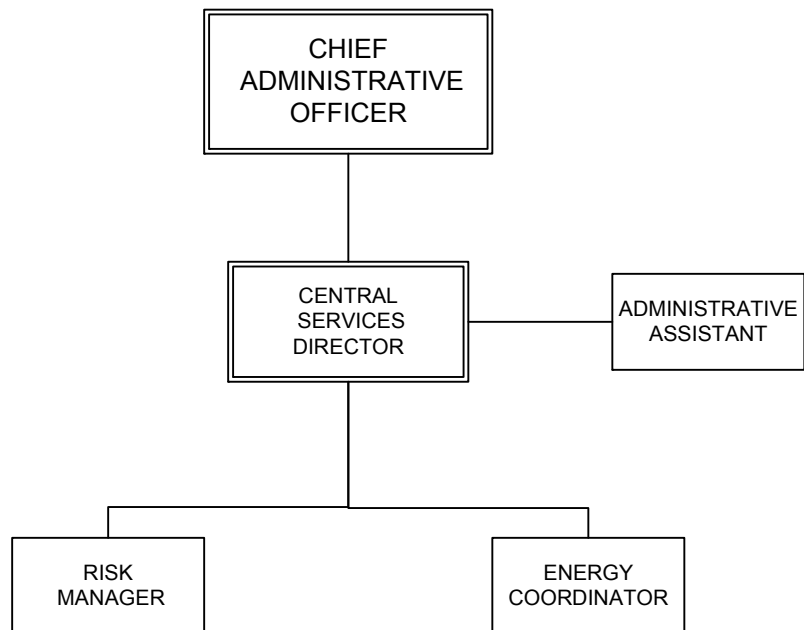 CHIEF
ADMINISTRATIVE
OFFICER
CENTRAL
SERVICES
DIRECTOR
ADMINISTRATIVE
ASSISTANT
RISK
MANAGER
ENERGY
COORDINATOR